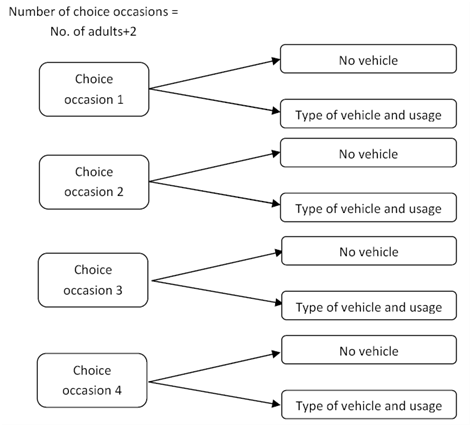 Number of choice occasions =
No. of adults+2
Choice
occasion 1
No vehicle
Type of vehicle and usage
Choice
occasion 2
No vehicle
Type of vehicle and usage
Choice
occasion 3
No vehicle
Type of vehicle and usage
Choice
occasion 4
No vehicle
Type of vehicle and usage